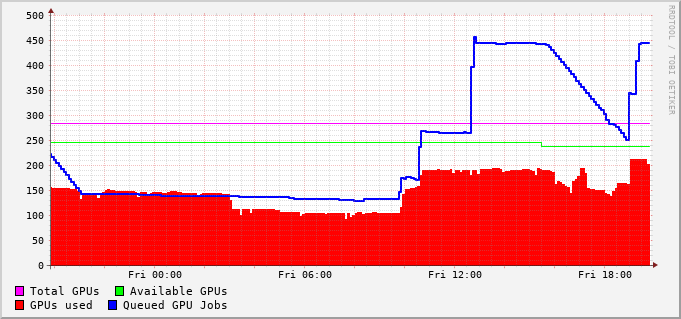 500
450
400
350
300
250
200
150
100
50
0
Fri 00:00 Fri 06:00 Fri 12:00 Fri 18:00
Total GPUs Available GPUs
GPUs used Queued GPU Jobs
RRDTOOL / TOBI OETIKER